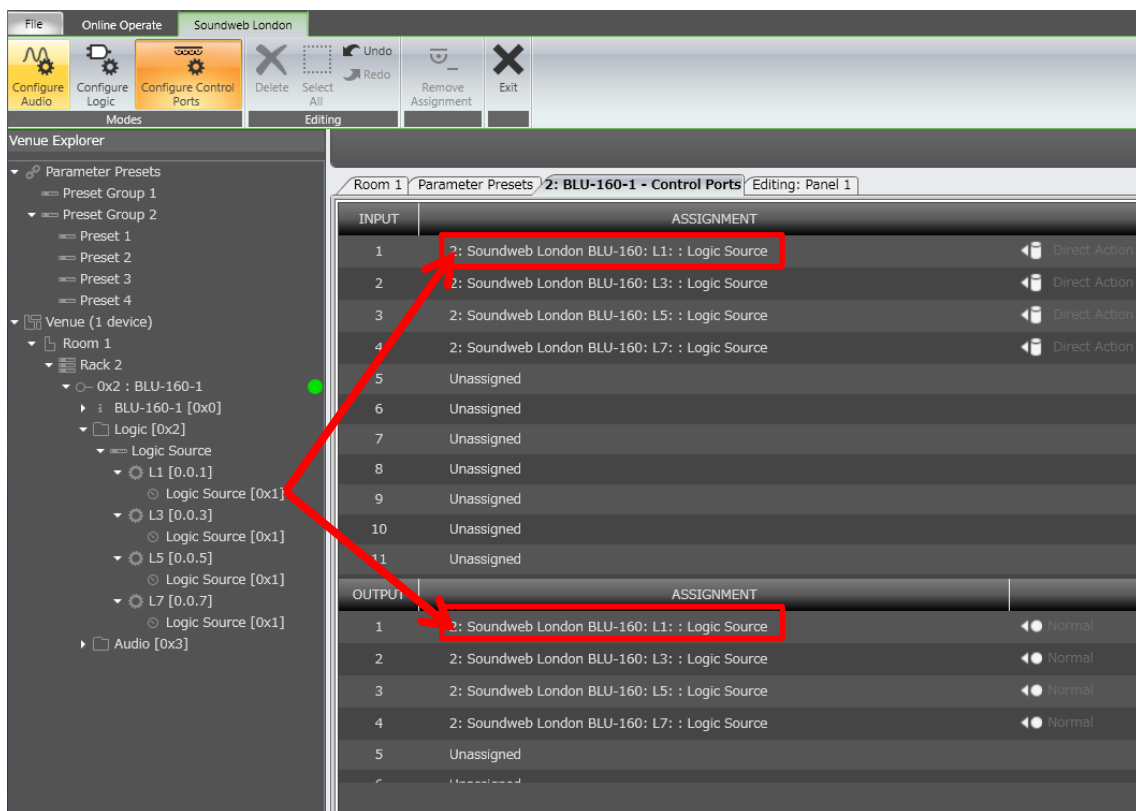 File Online Operate Soundweb London
Undo
Redo
Configure Audio Configure Logic Configure Control Ports Delete Select All Remove Assignment Exit
Modes Editing
Venue Explorer
Parameter Presets
Preset Group 1
Preset Group 2
Preset 1
Preset 2
Preset 3
Preset 4
Venue (1 device)
Room 1
Rack 2
0x2 : BLU-160-1
BLU-160-1 [0x0]
Logic [0x2]
Logic Source
L1 [0.0.1]
Logic Source [0x1]
L3 [0.0.3]
Logic Source [0x1]
L5 [0.0.5]
Logic Source [0x1]
L7 [0.0.7]
Logic Source [0x1]
Audio [0x3]
Room 1 Parameter Presets 2: BLU-160-1 - Control Ports Editing: Panel 1
INPUT ASSIGNMENT
1 2: Soundweb London BLU-160: L1: : Logic Source Direct Action
2 2: Soundweb London BLU-160: L3: : Logic Source Direct Action
3 2: Soundweb London BLU-160: L5: : Logic Source Direct Action
4 2: Soundweb London BLU-160: L7: : Logic Source Direct Action
5 Unassigned
6 Unassigned
7 Unassigned
8 Unassigned
9 Unassigned
10 Unassigned
11 Unassigned
OUTPUT ASSIGNMENT
1 2: Soundweb London BLU-160: L1: : Logic Source Normal
2 2: Soundweb London BLU-160: L3: : Logic Source Normal
3 2: Soundweb London BLU-160: L5: : Logic Source Normal
4 2: Soundweb London BLU-160: L7: : Logic Source Normal
5 Unassigned